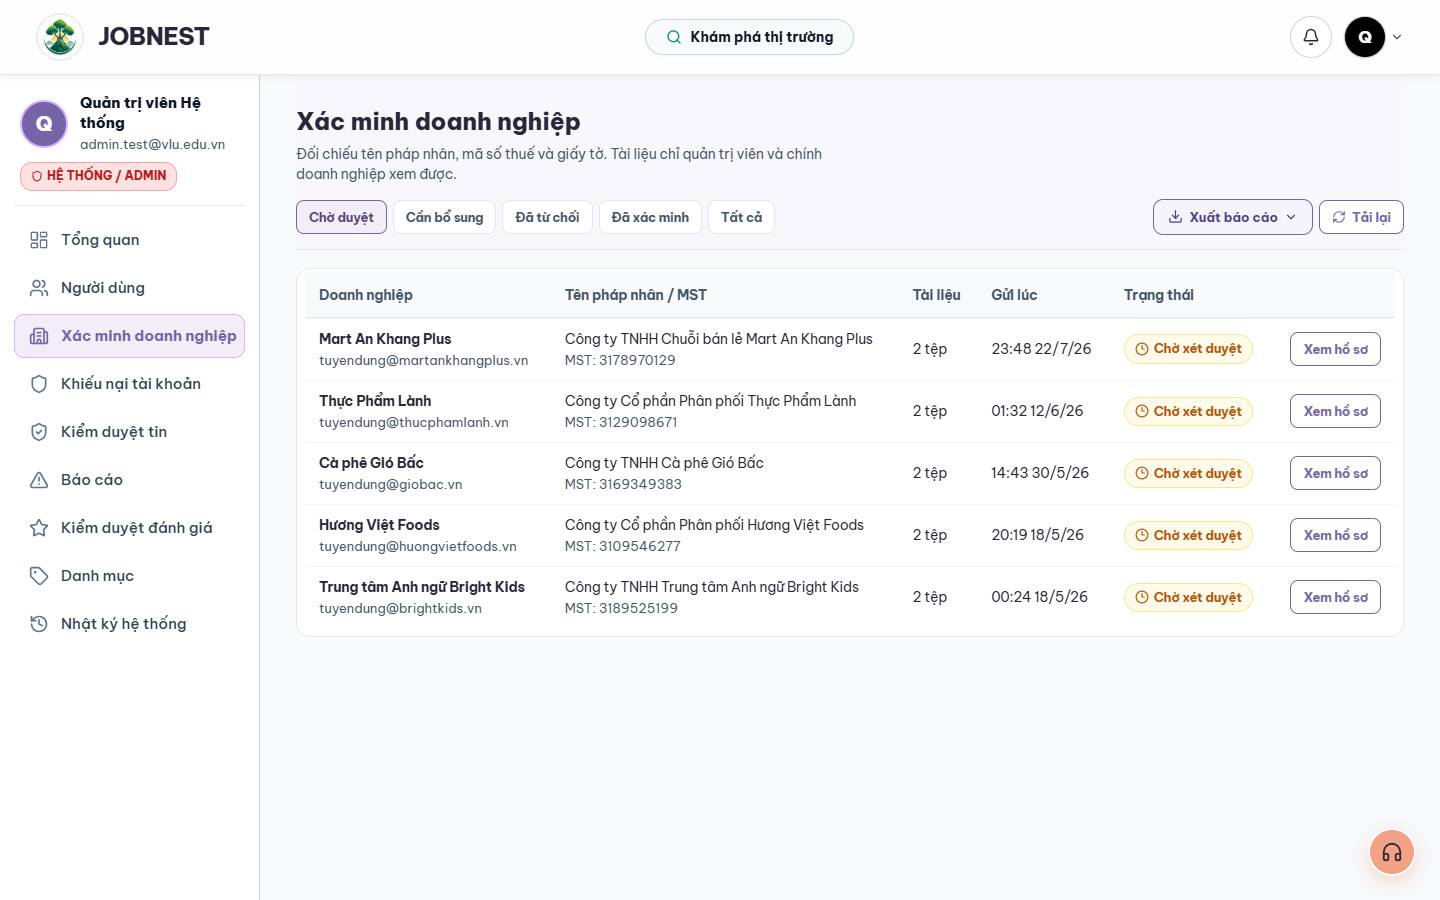 JOBNEST
Khám phá thị trường
Q
Q
Quản trị viên Hệ
thống
admin.test@vlu.edu.vn
HỆ THỐNG / ADMIN
Tổng quan
Người dùng
Xác minh doanh nghiệp
Khiếu nại tài khoản
Kiểm duyệt tin
Báo cáo
Kiểm duyệt đánh giá
Danh mục
Nhật ký hệ thống
Xác minh doanh nghiệp
Đối chiếu tên pháp nhân, mã số thuế và giấy tờ. Tài liệu chỉ quản trị viên và chính
doanh nghiệp xem được.
Chờ duyệt
Cần bổ sung
Đã từ chối
Đã xác minh
Tất cả
Xuất báo cáo
Tải lại
Doanh nghiệp Tên pháp nhân / MST Tài liệu Gửi lúc Trạng thái
Mart An Khang Plus Công ty TNHH Chuỗi bán lẻ Mart An Khang Plus
2 tệp 23:48 22/7/26 Chờ xét duyệt Xem hồ sơ
tuyendung@martankhangplus.vn MST: 3178970129
Thực Phẩm Lành Công ty Cổ phần Phân phối Thực Phẩm Lành
2 tệp 01:32 12/6/26 Chờ xét duyệt Xem hồ sơ
tuyendung@thucphamlanh.vn MST: 3129098671
Cà phê Gió Bấc Công ty TNHH Cà phê Gió Bấc
2 tệp 14:43 30/5/26 Chờ xét duyệt Xem hồ sơ
tuyendung@giobac.vn MST: 3169349383
Hương Việt Foods Công ty Cổ phần Phân phối Hương Việt Foods
2 tệp 20:19 18/5/26 Chờ xét duyệt Xem hồ sơ
tuyendung@huongvietfoods.vn MST: 3109546277
Trung tâm Anh ngữ Bright Kids Công ty TNHH Trung tâm Anh ngữ Bright Kids
2 tệp 00:24 18/5/26 Chờ xét duyệt Xem hồ sơ
tuyendung@brightkids.vn MST: 3189525199